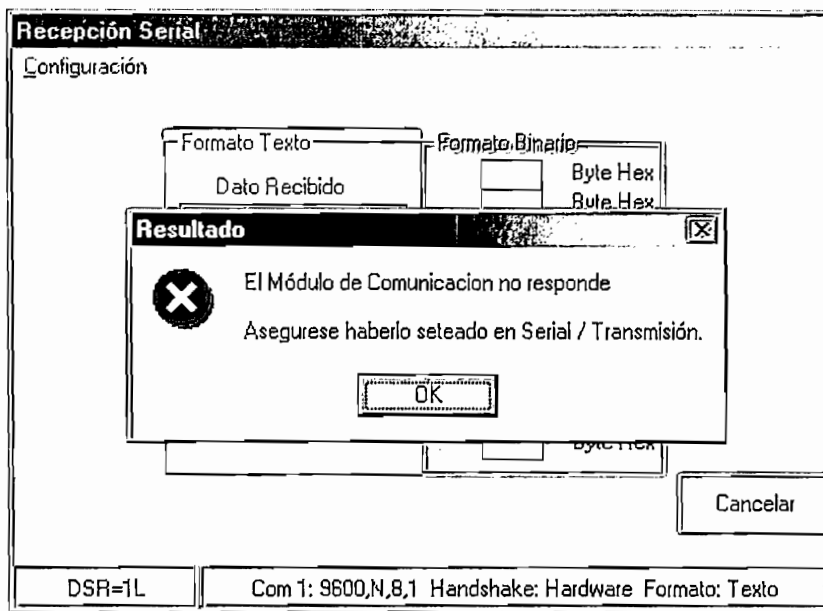 Recepción Serial
Configuración
Formato Texto
Formato Binario
Byte Hex
Dato Recibido
Byte Hex
Resultado
El Módulo de Comunicacion no responde
Asegurese haberlo seteado en Serial / Transmisión.
OK
Byte Hex
Cancelar
DSR=1L
Com 1: 9600,N,8,1 Handshake: Hardware Formato: Texto